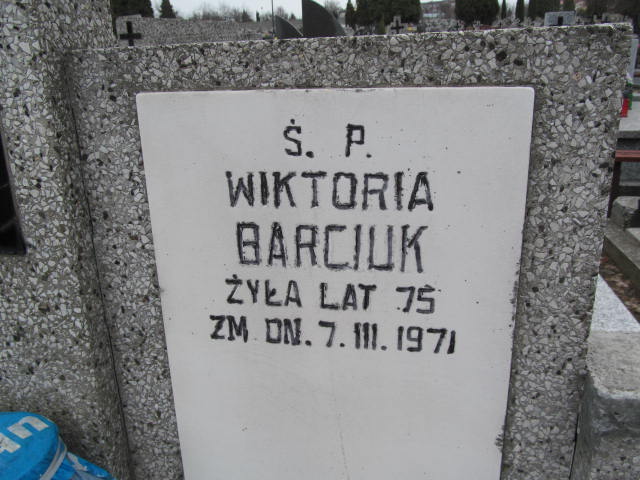 Ś. P.
WIKTORIA
BARCIUK
ŻYŁA LAT 75
ZM DN. 7. III. 1971